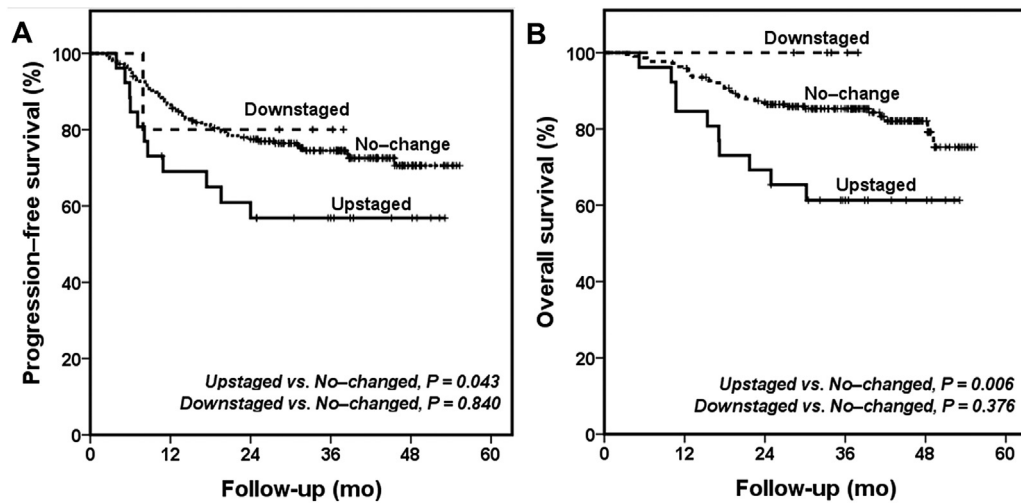 A
Progression–free survival (%)
100
80
60
40
20
0
Downstaged
No–change
Upstaged
Upstaged vs. No–changed, P = 0.043
Downstaged vs. No–changed, P = 0.840
0 12 24 36 48 60
Follow-up (mo)
B
Overall survival (%)
100
80
60
40
20
0
Downstaged
No–change
Upstaged
Upstaged vs. No–changed, P = 0.006
Downstaged vs. No–changed, P = 0.376
0 12 24 36 48 60
Follow-up (mo)